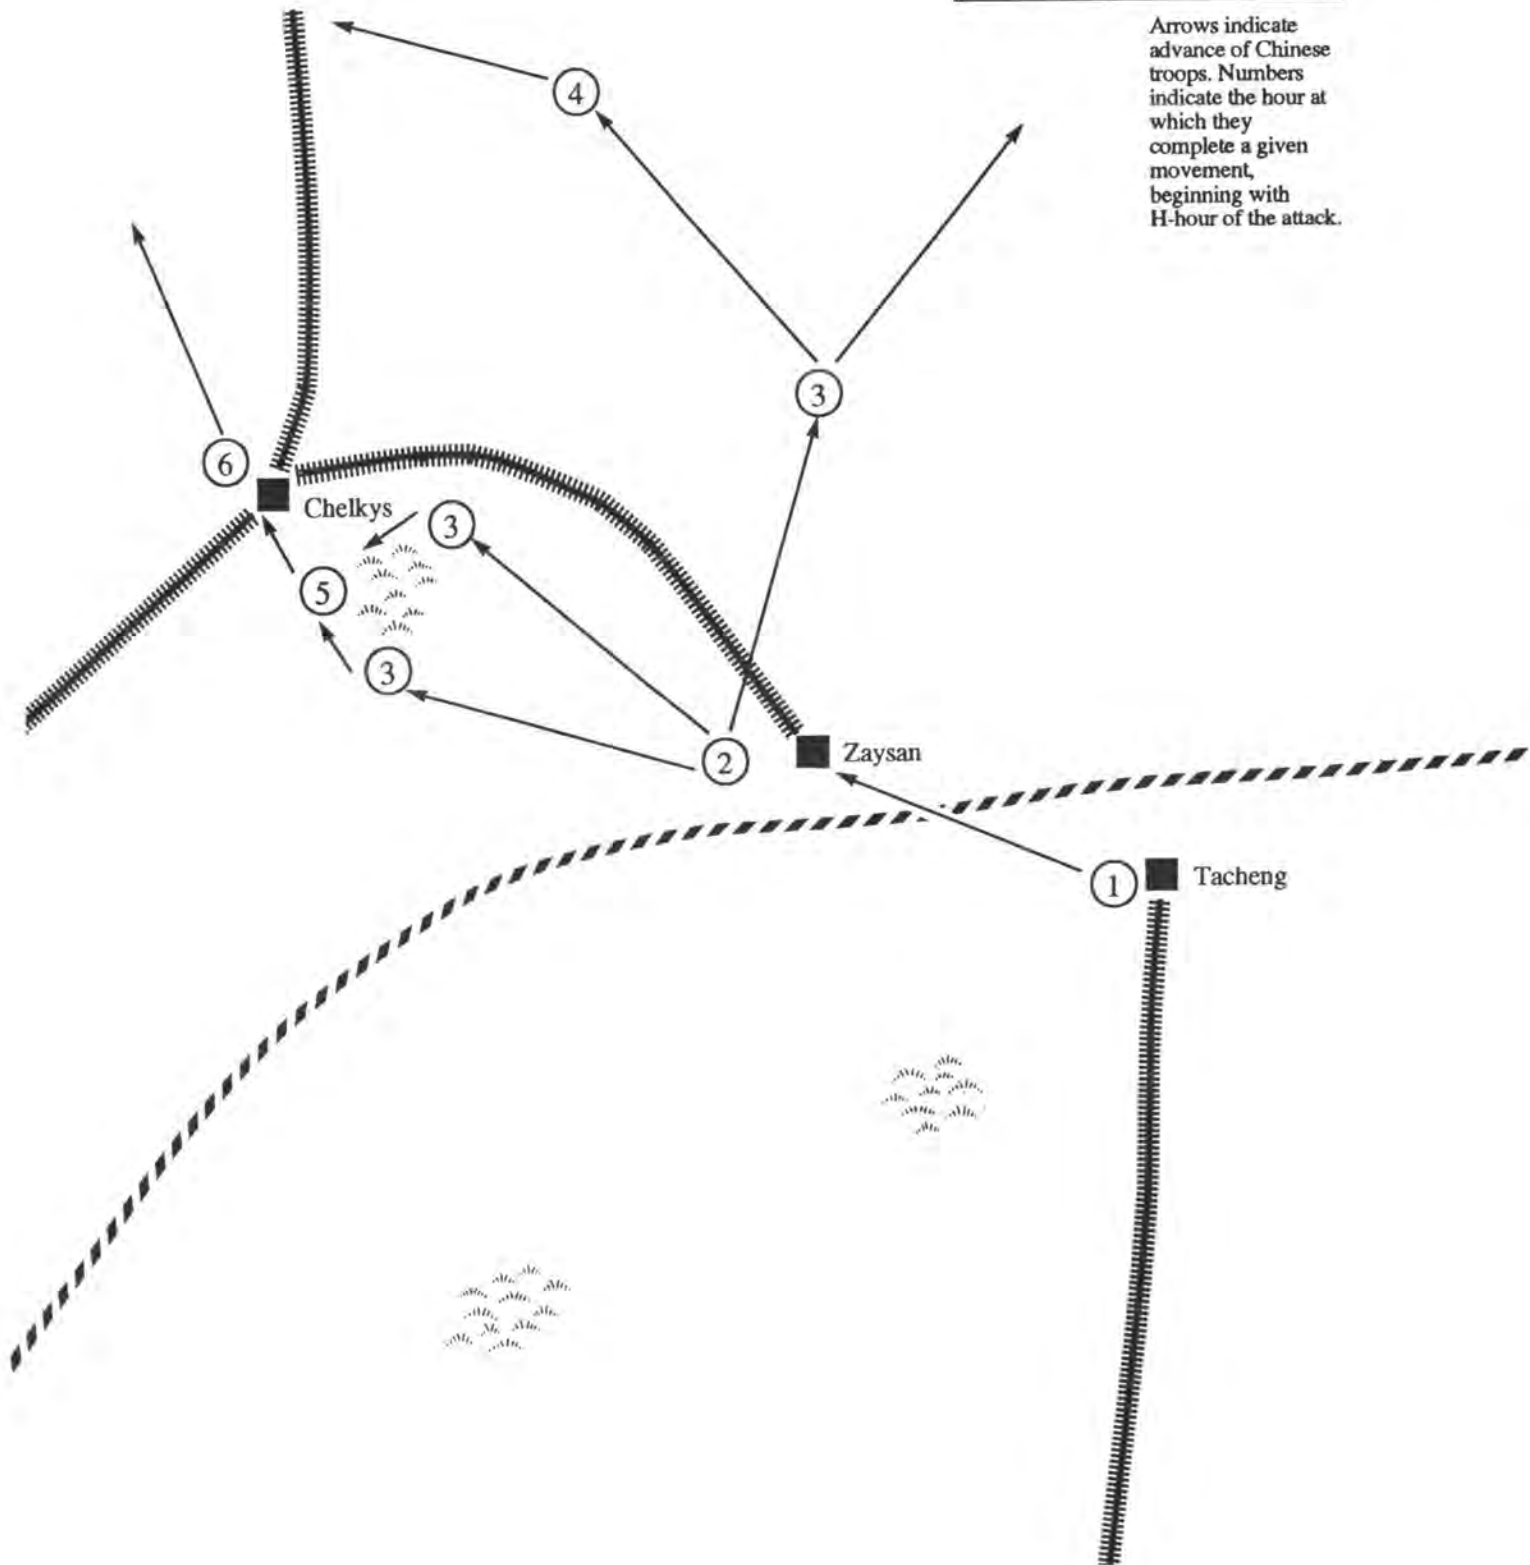 Arrows indicate
advance of Chinese
troops. Numbers
indicate the hour at
which they
complete a given
movement,
beginning with
H-hour of the attack.
4
3
6
Chelkys
3
5
3
2
Zaysan
1
Tacheng